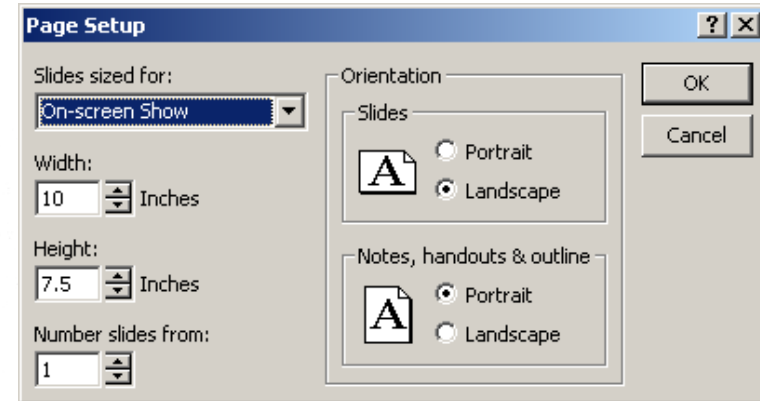 Page Setup
Slides sized for:
On-screen Show
Width:
10 Inches
Height:
7.5 Inches
Number slides from:
1
Orientation
Slides
A
Portrait
Landscape
Notes, handouts & outline
A
Portrait
Landscape
OK
Cancel